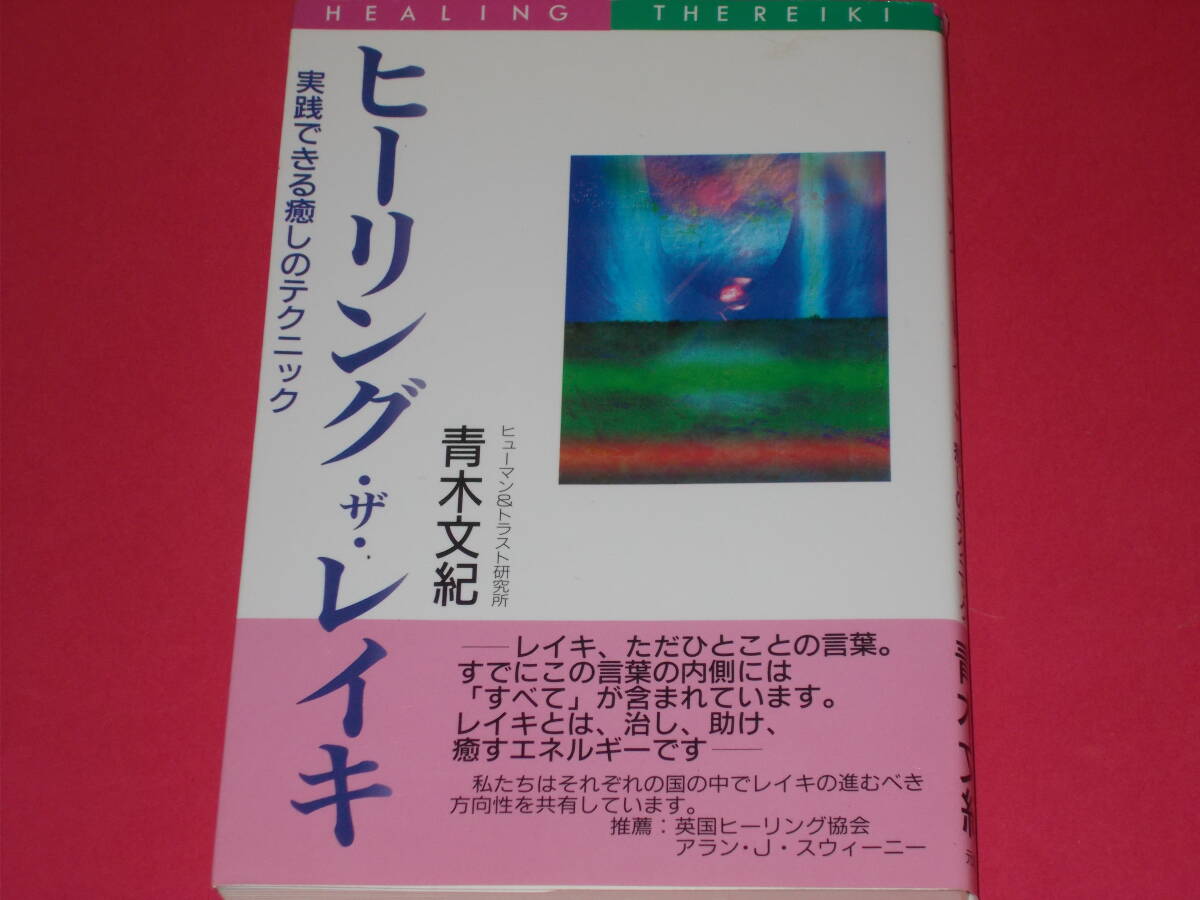 HEALING THEREIKI
ヒーリング・ザ・レイキ
実践できる癒しのテクニック
ヒューマン&トラスト研究所
青木文紀
──レイキ、ただひとことの言葉。
すでにこの言葉の内側には
「すべて」が含まれています。
レイキとは、治し、助け、
癒すエネルギーです──
私たちはそれぞれの国の中でレイキの進むべき
方向性を共有しています。
推薦：英国ヒーリング協会
アラン・J・スウィーニー
青木文紀